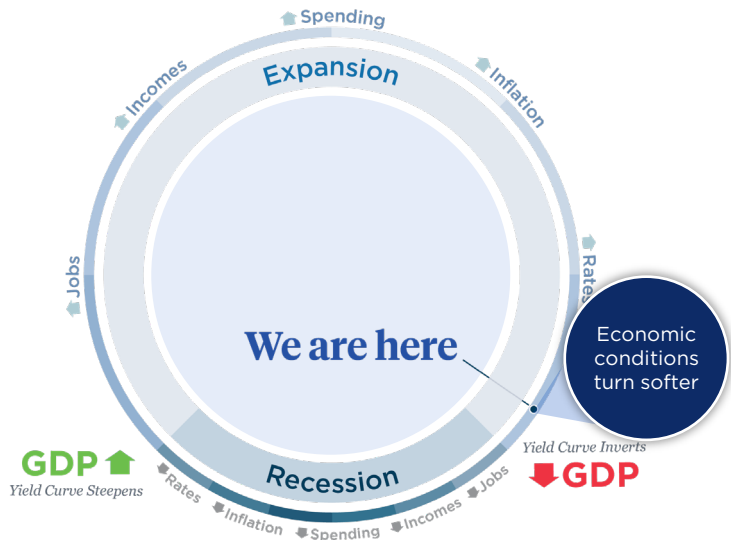 Spending
Expansion
Incomes
Inflation
Jobs
Rates
We are here
Economic
conditions
turn softer
GDP
Yield Curve Steepens
Yield Curve Inverts
GDP
Recession
Rates
Inflation
Spending
Incomes
Jobs